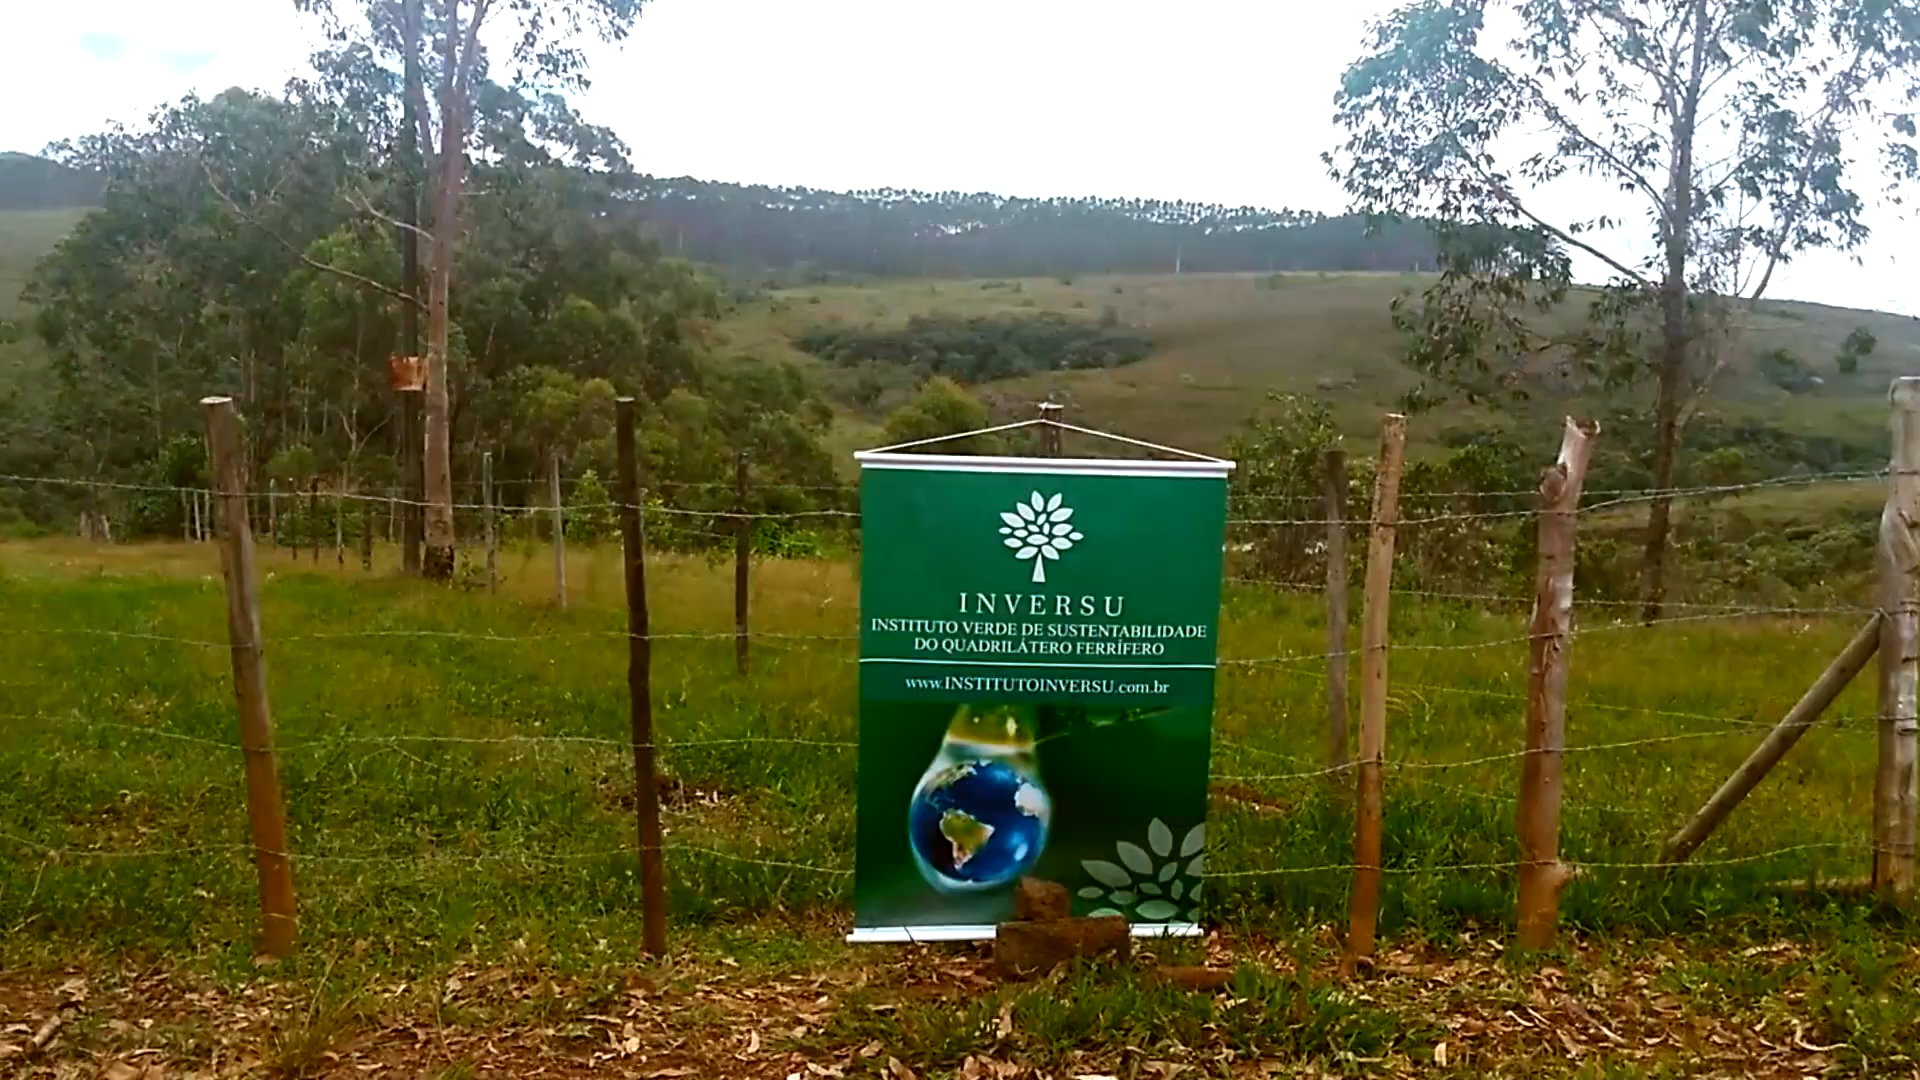 INVERSU
INSTITUTO VERDE DE SUSTENTABILIDADE
DO QUADRILÁTERO FERRÍFERO
www.INSTITUTOINVERSU.com.br